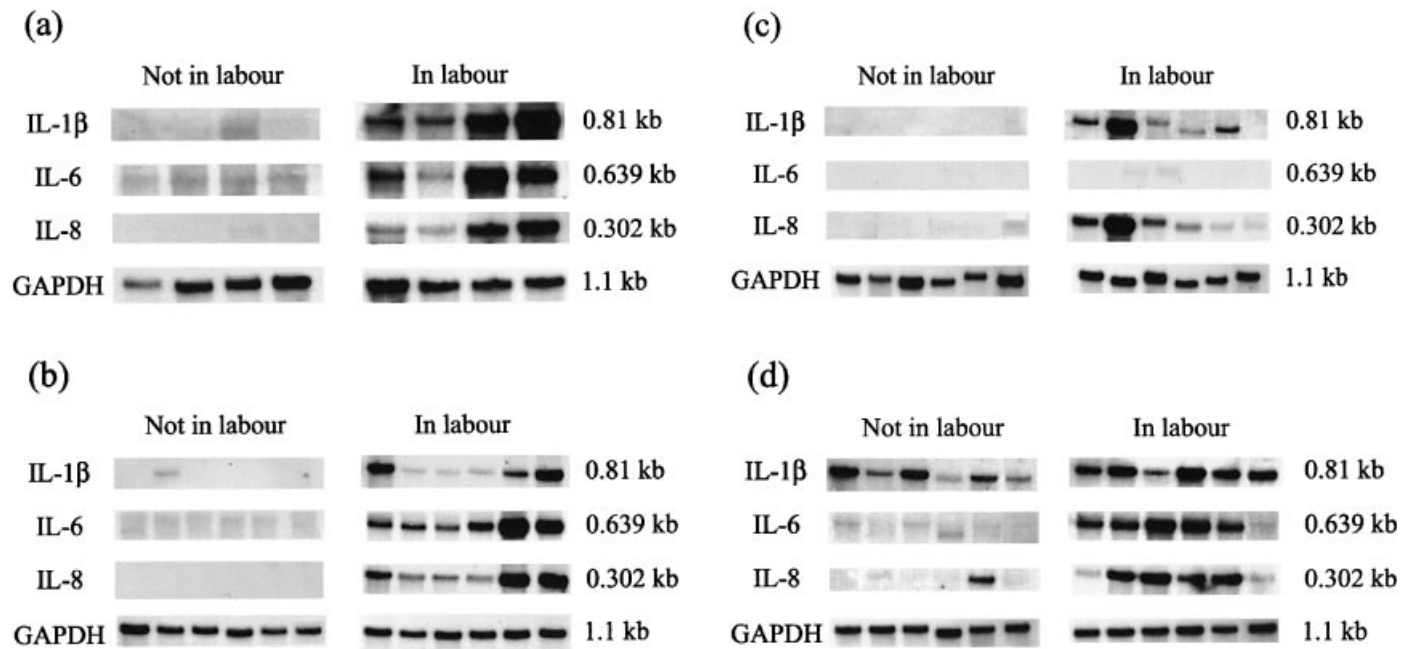 (a)
Not in labour In labour
IL-1β 0.81 kb
IL-6 0.639 kb
IL-8 0.302 kb
GAPDH 1.1 kb
(b)
Not in labour In labour
IL-1β 0.81 kb
IL-6 0.639 kb
IL-8 0.302 kb
GAPDH 1.1 kb
(c)
Not in labour In labour
IL-1β 0.81 kb
IL-6 0.639 kb
IL-8 0.302 kb
GAPDH 1.1 kb
(d)
Not in labour In labour
IL-1β 0.81 kb
IL-6 0.639 kb
IL-8 0.302 kb
GAPDH 1.1 kb